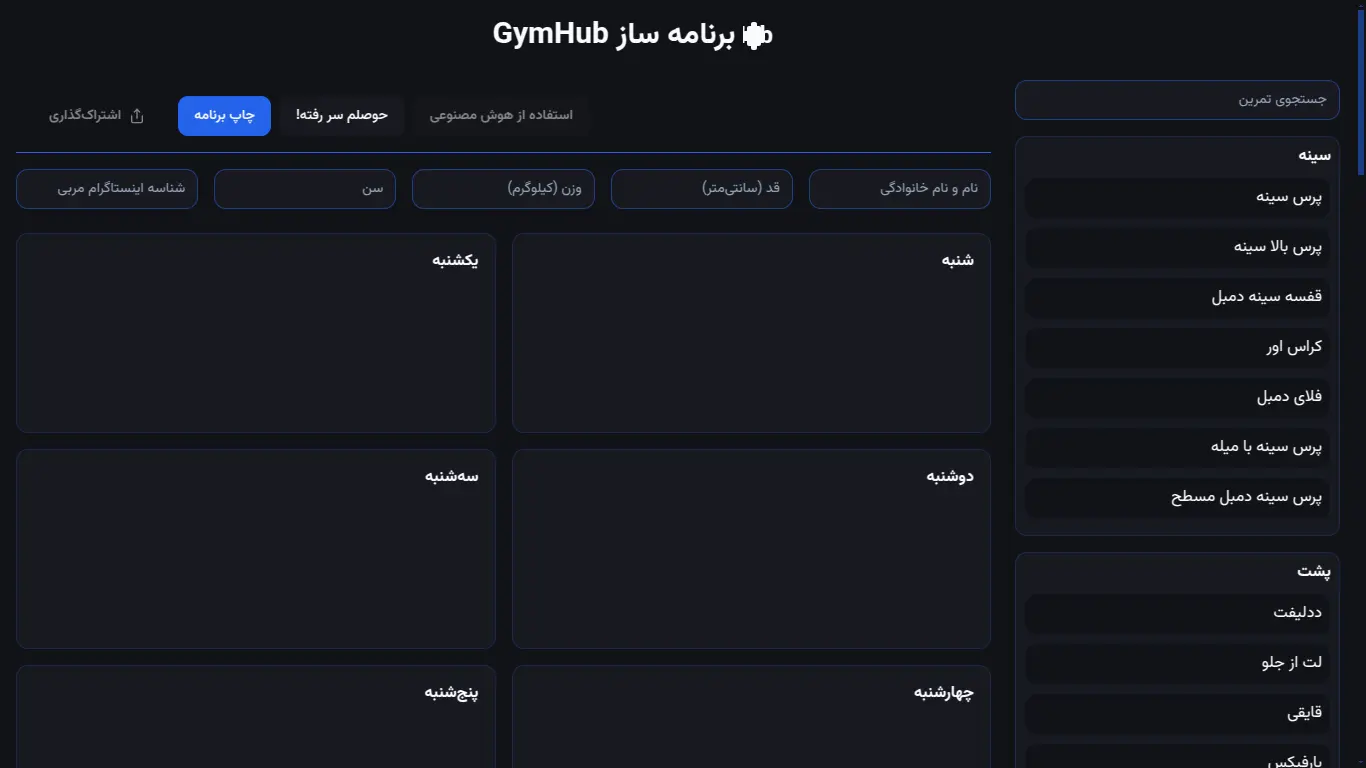 برنامه ساز GymHub
جستجوی تمرین
سینه
پرس سینه
پرس بالا سینه
قفسه سینه دمبل
کراس اور
فلای دمبل
پرس سینه با میله
پرس سینه دمبل مسطح
پشت
ددلیفت
لت از جلو
قایقی
بارفیکس
استفاده از هوش مصنوعی
حوصلم سر رفته!
چاپ برنامه
اشتراک‌گذاری
نام و نام خانوادگی
قد (سانتی‌متر)
وزن (کیلوگرم)
سن
شناسه اینستاگرام مربی
شنبه
یکشنبه
دوشنبه
سه‌شنبه
چهارشنبه
پنج‌شنبه